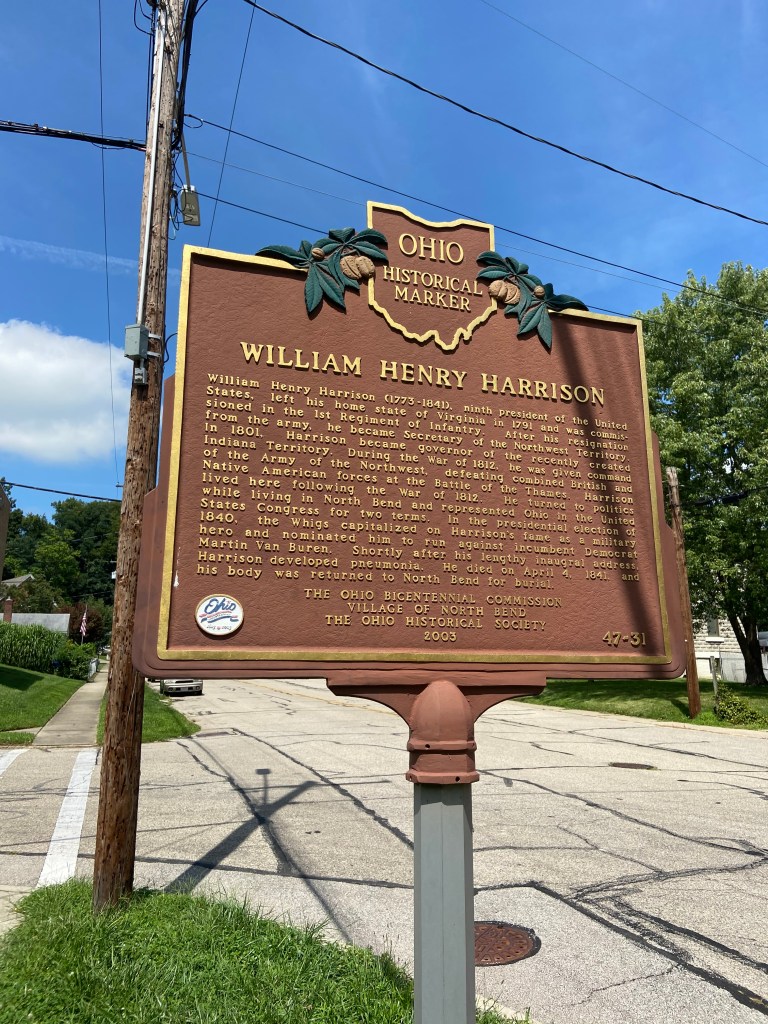 OHIO
HISTORICAL
MARKER
WILLIAM HENRY HARRISON
William Henry Harrison (1773-1841), ninth president of the United
States, left his home state of Virginia in 1791 and was commis-
sioned in the 1st Regiment of Infantry. After his resignation
from the army, he became Secretary of the Northwest Territory.
In 1801, Harrison became governor of the recently created
Indiana Territory. During the War of 1812, he was given command
of the Army of the Northwest, defeating combined British and
Native American forces at the Battle of the Thames. Harrison
lived here following the War of 1812. He turned to politics
while living in North Bend and represented Ohio in the United
States Congress for two terms. In the presidential election of
1840, the Whigs capitalized on Harrison's fame as a military
hero and nominated him to run against incumbent Democrat
Martin Van Buren. Shortly after his lengthy inaugral address,
Harrison developed pneumonia. He died on April 4, 1841, and
his body was returned to North Bend for burial.
THE OHIO BICENTENNIAL COMMISSION
VILLAGE OF NORTH BEND
THE OHIO HISTORICAL SOCIETY
2003
47-31
Ohio